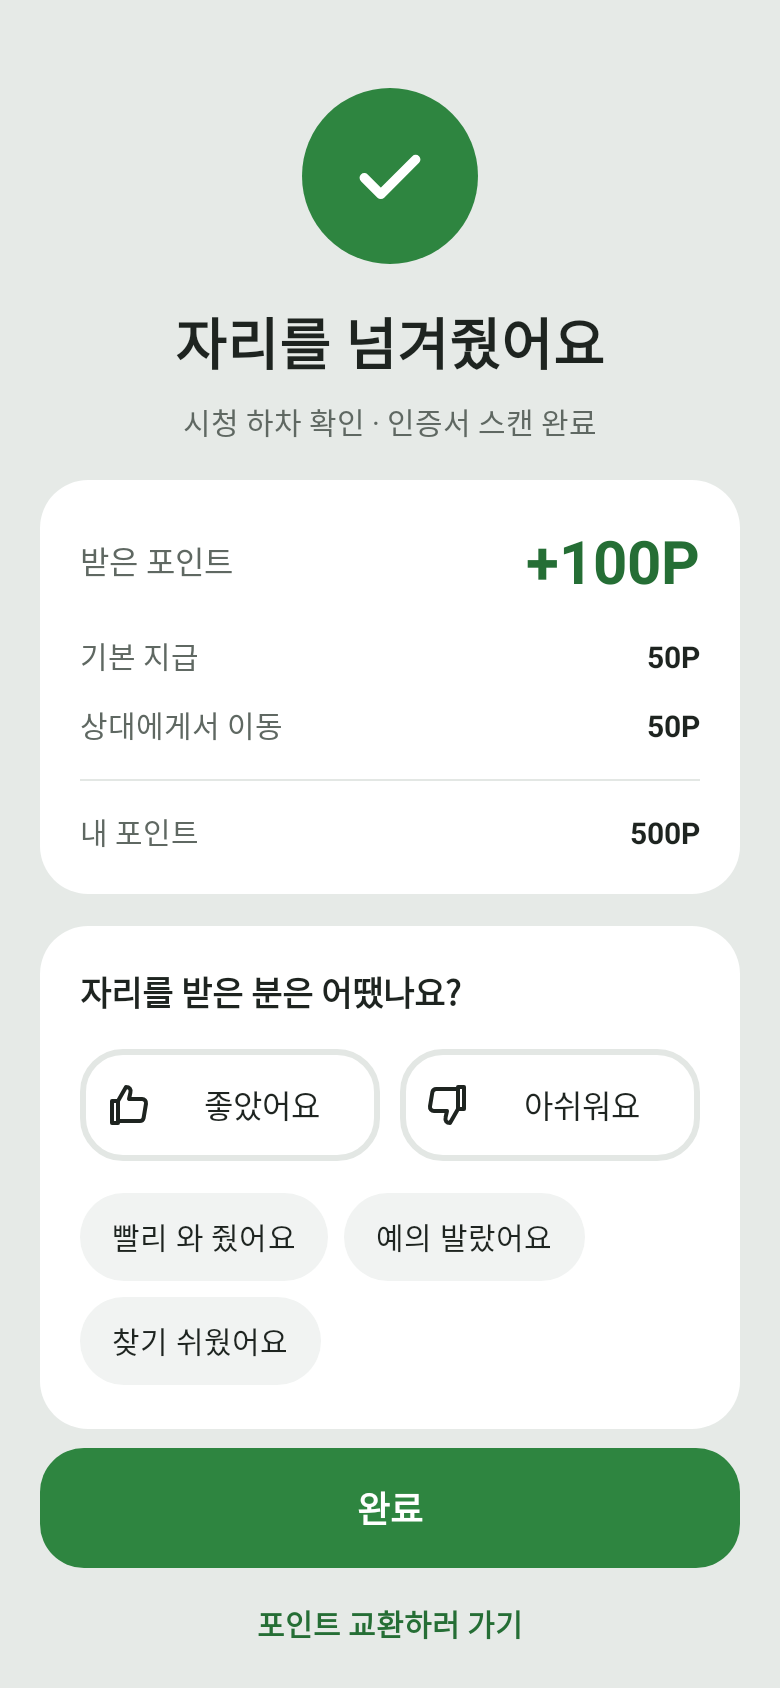 자리를 넘겨줬어요
시청 하차 확인 · 인증서 스캔 완료
받은 포인트 +100P
기본 지급 50P
상대에게서 이동 50P
내 포인트 500P
자리를 받은 분은 어땠나요?
좋았어요 아쉬워요
빨리 와 줬어요 예의 발랐어요
찾기 쉬웠어요
완료
포인트 교환하러 가기